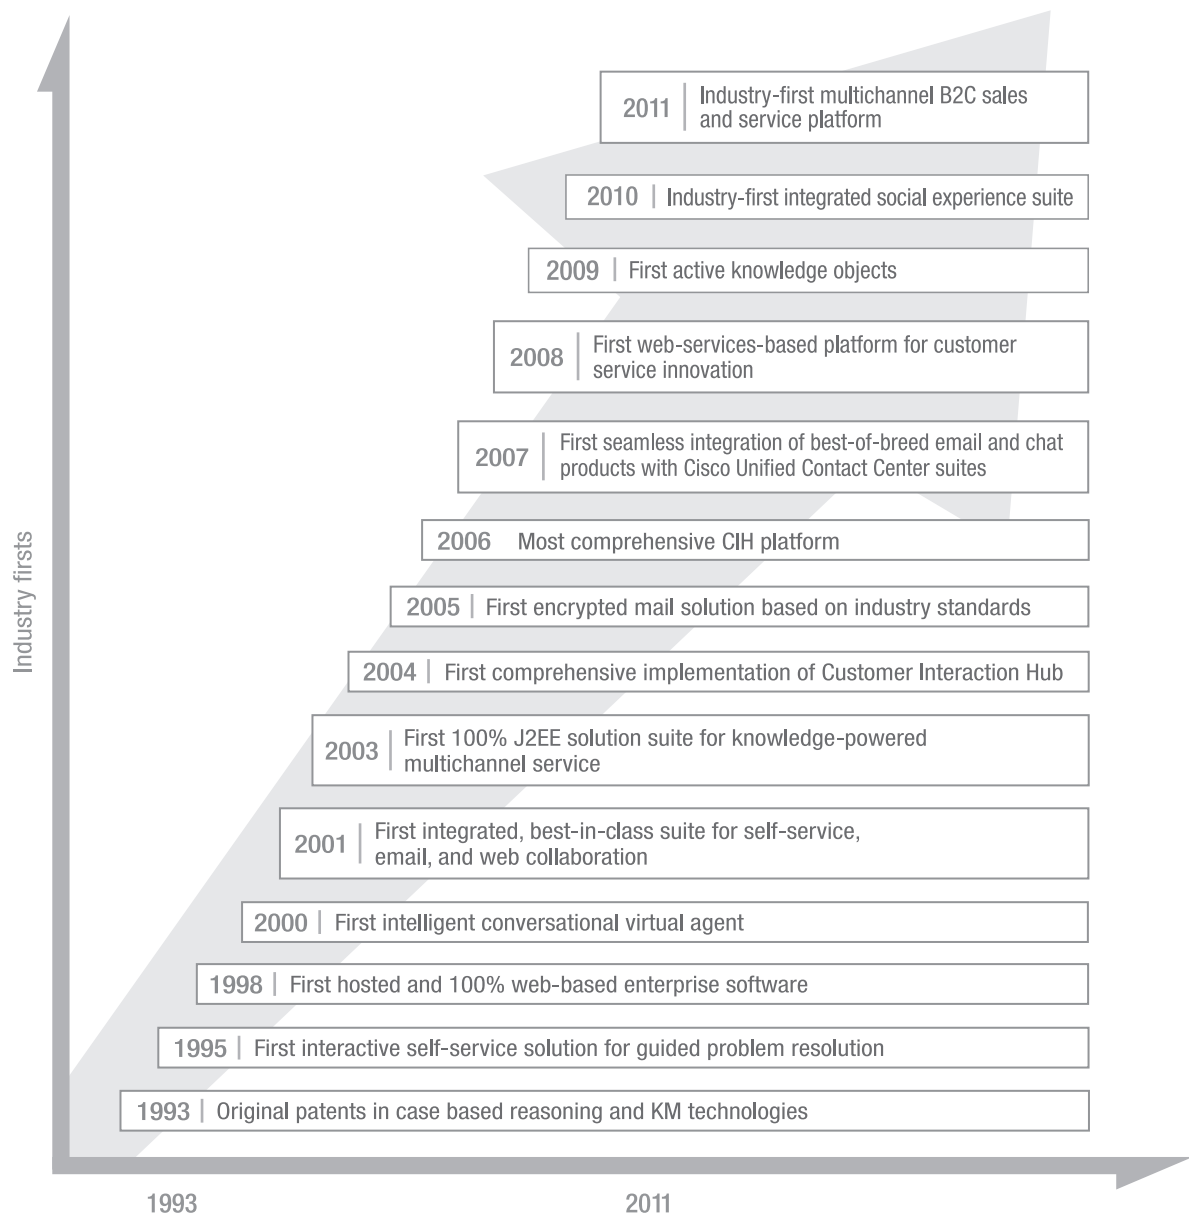 2011 | Industry-first multichannel B2C sales
and service platform
2010 | Industry-first integrated social experience suite
2009 | First active knowledge objects
2008 | First web-services-based platform for customer
service innovation
2007 | First seamless integration of best-of-breed email and chat
products with Cisco Unified Contact Center suites
2006 Most comprehensive CIH platform
2005 | First encrypted mail solution based on industry standards
2004 | First comprehensive implementation of Customer Interaction Hub
2003 | First 100% J2EE solution suite for knowledge-powered
multichannel service
2001 | First integrated, best-in-class suite for self-service,
email, and web collaboration
2000 | First intelligent conversational virtual agent
1998 | First hosted and 100% web-based enterprise software
1995 | First interactive self-service solution for guided problem resolution
1993 | Original patents in case based reasoning and KM technologies
Industry firsts
1993 2011